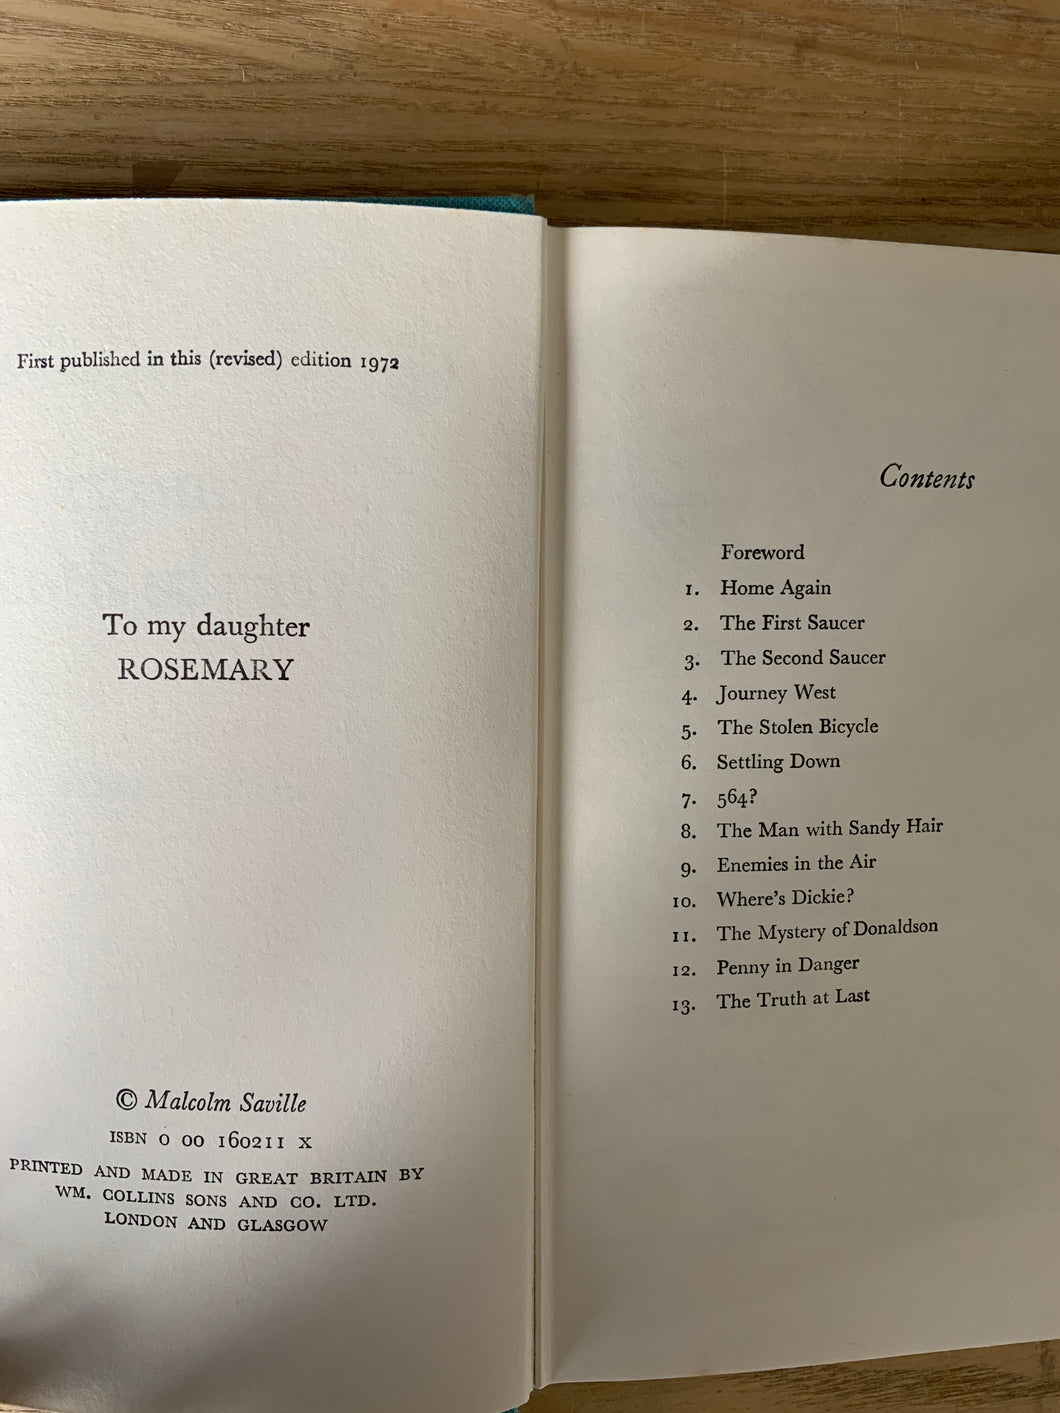 First published in this (revised) edition 1972
To my daughter
ROSEMARY
© Malcolm Saville
ISBN 0 00 160211 X
PRINTED AND MADE IN GREAT BRITAIN BY
WM. COLLINS SONS AND CO. LTD.
LONDON AND GLASGOW
Contents
Foreword
1. Home Again
2. The First Saucer
3. The Second Saucer
4. Journey West
5. The Stolen Bicycle
6. Settling Down
7. 564?
8. The Man with Sandy Hair
9. Enemies in the Air
10. Where's Dickie?
11. The Mystery of Donaldson
12. Penny in Danger
13. The Truth at Last